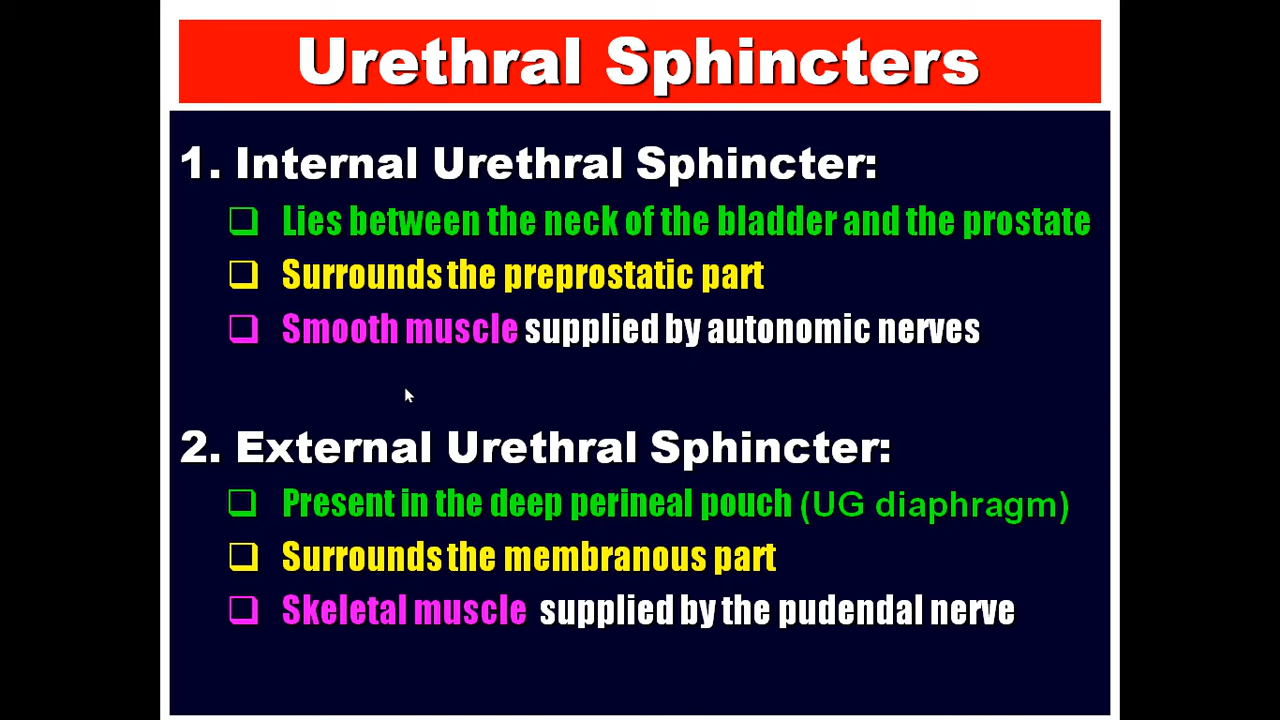 Urethral Sphincters
1. Internal Urethral Sphincter:
❑ Lies between the neck of the bladder and the prostate
❑ Surrounds the preprostatic part
❑ Smooth muscle supplied by autonomic nerves
2. External Urethral Sphincter:
❑ Present in the deep perineal pouch (UG diaphragm)
❑ Surrounds the membranous part
❑ Skeletal muscle supplied by the pudendal nerve